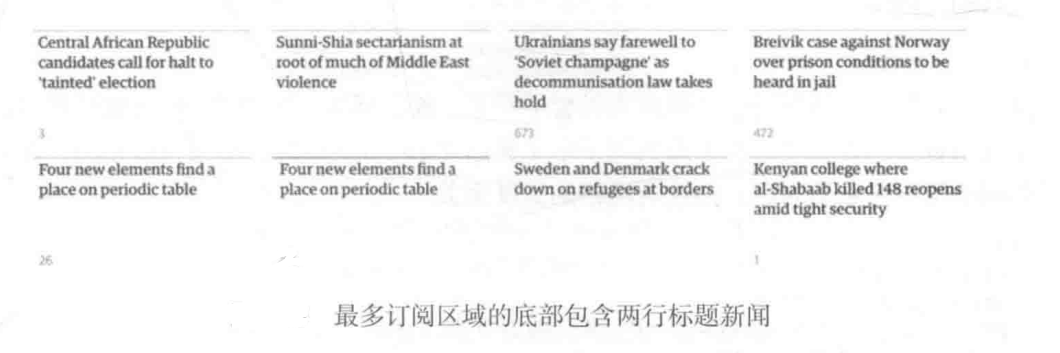 Central African Republic
candidates call for halt to
'tainted' election
3
Sunni-Shia sectarianism at
root of much of Middle East
violence
Ukrainians say farewell to
'Soviet champagne' as
decommunisation law takes
hold
673
Breivik case against Norway
over prison conditions to be
heard in jail
472
Four new elements find a
place on periodic table
26
Four new elements find a
place on periodic table
Sweden and Denmark crack
down on refugees at borders
Kenyan college where
al-Shabaab killed 148 reopens
amid tight security
1
最多订阅区域的底部包含两行标题新闻